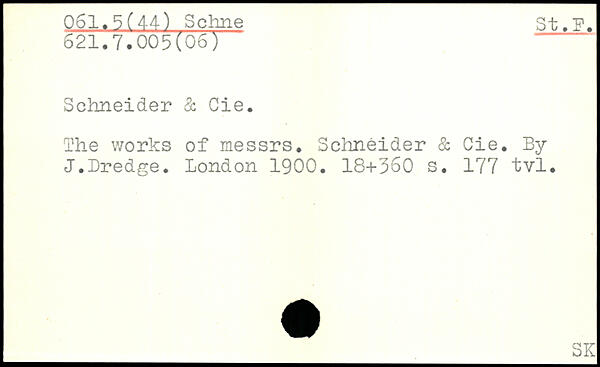 061.5(44) Schne St.F.
621.7.005(06)
Schneider & Cie.
The works of messrs. Schneider & Cie. By
J.Dredge. London 1900. 18+360 s. 177 tvl.
SK